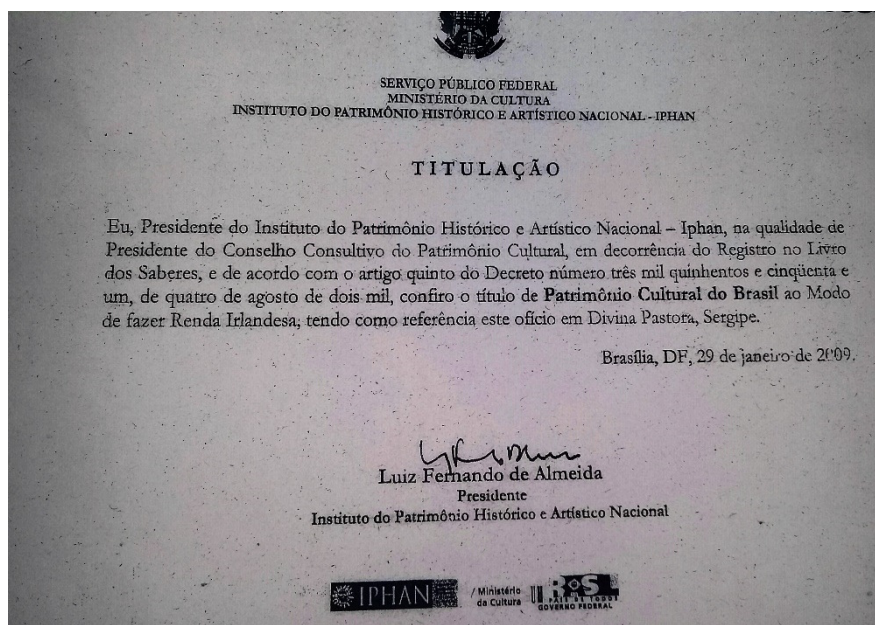 SERVIÇO PÚBLICO FEDERAL
MINISTÉRIO DA CULTURA
INSTITUTO DO PATRIMÔNIO HISTÓRICO E ARTÍSTICO NACIONAL - IPHAN
TITULAÇÃO
Eu, Presidente do Instituto do Patrimônio Histórico e Artístico Nacional – Iphan, na qualidade de
Presidente do Conselho Consultivo do Patrimônio Cultural, em decorrência do Registro no Livro
dos Saberes, e de acordo com o artigo quinto do Decreto número três mil quinhentos e cinqüenta e
um, de quatro de agosto de dois mil, confiro o título de Patrimônio Cultural do Brasil ao Modo
de fazer Renda Irlandesa, tendo como referência este ofício em Divina Pastora, Sergipe.
Brasília, DF, 29 de janeiro de 2009.
Luiz Fernando de Almeida
Presidente
Instituto do Patrimônio Histórico e Artístico Nacional
IPHAN
/ Ministério
da Cultura
PAÍS DE TODOS
GOVERNO FEDERAL